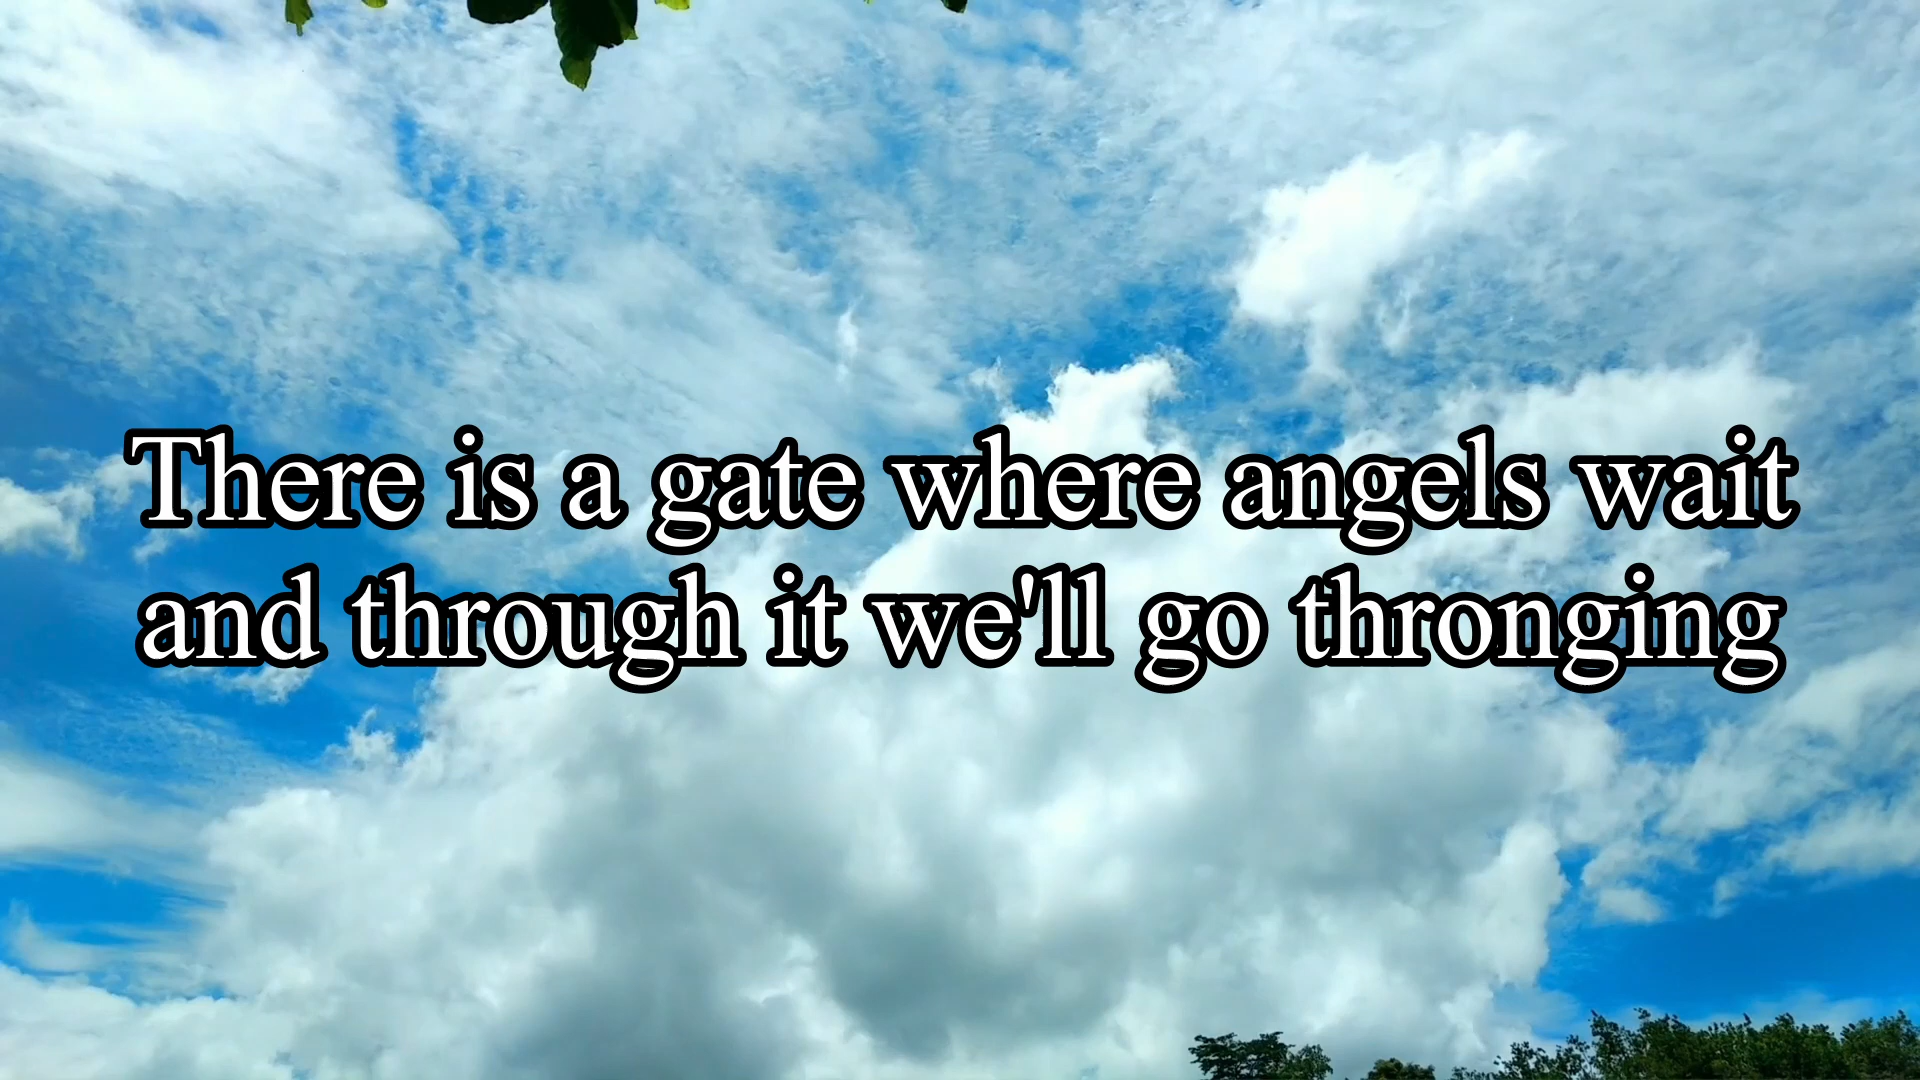 There is a gate where angels wait
and through it we'll go thronging